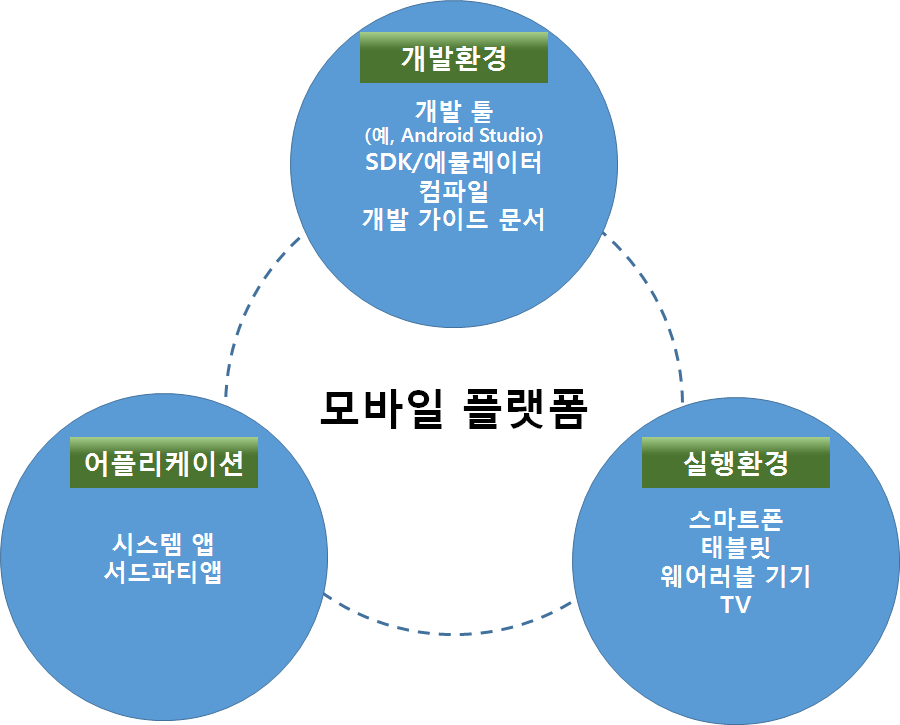 개발환경
개발 툴
(예, Android Studio)
SDK/에뮬레이터
컴파일
개발 가이드 문서
모바일 플랫폼
어플리케이션
시스템 앱
서드파티앱
실행환경
스마트폰
태블릿
웨어러블 기기
TV